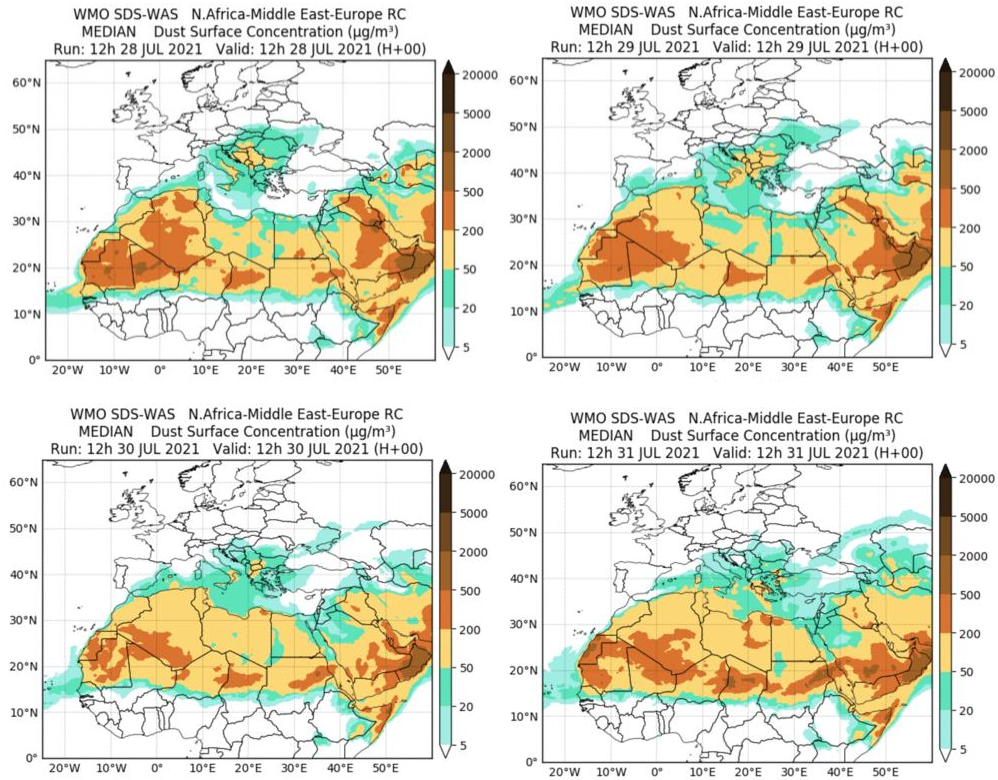 WMO SDS-WAS N.Africa-Middle East-Europe RC
MEDIAN Dust Surface Concentration (μg/m³)
Run: 12h 28 JUL 2021 Valid: 12h 28 JUL 2021 (H+00)
60°N
50°N
40°N
30°N
20°N
10°N
0°
20°W 10°W 0°E 10°E 20°E 30°E 40°E 50°E
20000
5000
2000
500
200
50
20
5
WMO SDS-WAS N.Africa-Middle East-Europe RC
MEDIAN Dust Surface Concentration (μg/m³)
Run: 12h 29 JUL 2021 Valid: 12h 29 JUL 2021 (H+00)
60°N
50°N
40°N
30°N
20°N
10°N
0°
20°W 10°W 0°E 10°E 20°E 30°E 40°E 50°E
20000
5000
2000
500
200
50
20
5
WMO SDS-WAS N.Africa-Middle East-Europe RC
MEDIAN Dust Surface Concentration (μg/m³)
Run: 12h 30 JUL 2021 Valid: 12h 30 JUL 2021 (H+00)
60°N
50°N
40°N
30°N
20°N
10°N
0°
20°W 10°W 0°E 10°E 20°E 30°E 40°E 50°E
20000
5000
2000
500
200
50
20
5
WMO SDS-WAS N.Africa-Middle East-Europe RC
MEDIAN Dust Surface Concentration (μg/m³)
Run: 12h 31 JUL 2021 Valid: 12h 31 JUL 2021 (H+00)
60°N
50°N
40°N
30°N
20°N
10°N
0°
20°W 10°W 0°E 10°E 20°E 30°E 40°E 50°E
20000
5000
2000
500
200
50
20
5